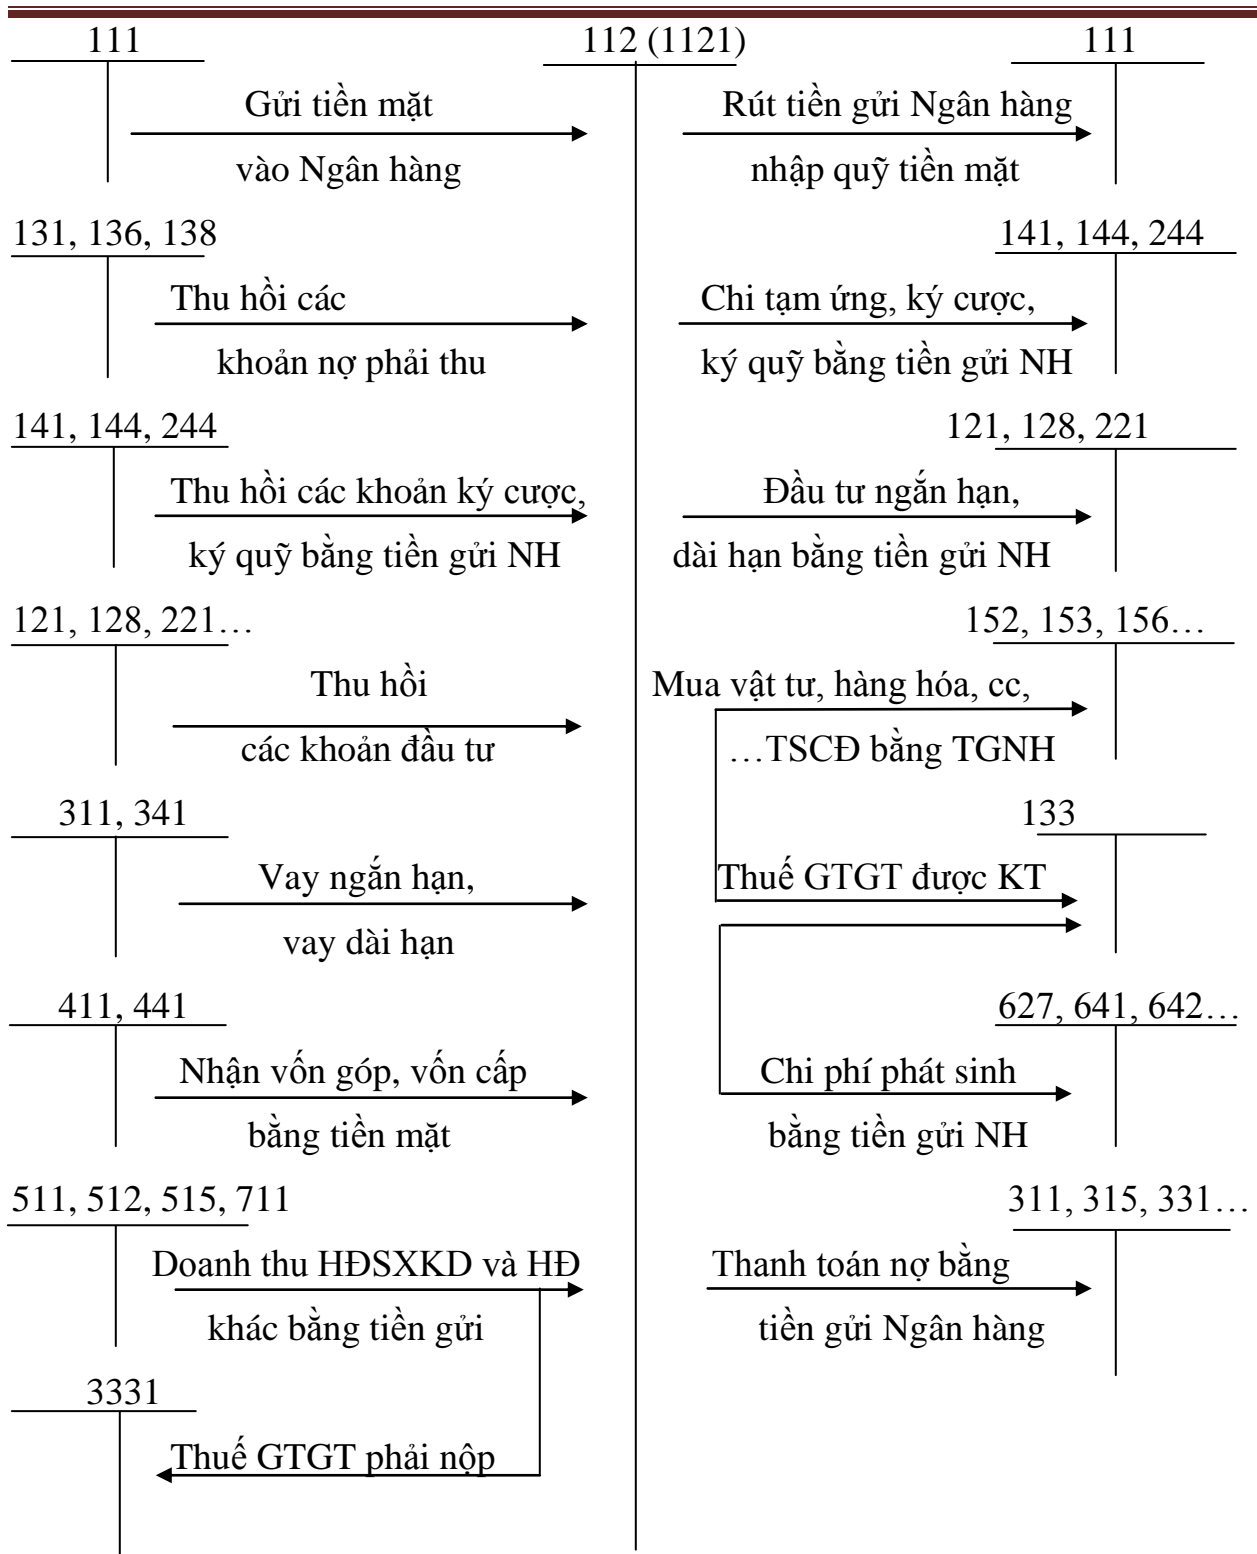 111
112 (1121)
111
Gửi tiền mặt
vào Ngân hàng
Rút tiền gửi Ngân hàng
nhập quỹ tiền mặt
131, 136, 138
141, 144, 244
Thu hồi các
khoản nợ phải thu
Chi tạm ứng, ký cược,
ký quỹ bằng tiền gửi NH
141, 144, 244
121, 128, 221
Thu hồi các khoản ký cược,
ký quỹ bằng tiền gửi NH
Đầu tư ngắn hạn,
dài hạn bằng tiền gửi NH
121, 128, 221…
152, 153, 156…
Thu hồi
các khoản đầu tư
Mua vật tư, hàng hóa, cc,
…TSCĐ bằng TGNH
311, 341
133
Vay ngắn hạn,
vay dài hạn
Thuế GTGT được KT
411, 441
627, 641, 642…
Nhận vốn góp, vốn cấp
bằng tiền mặt
Chi phí phát sinh
bằng tiền gửi NH
511, 512, 515, 711
311, 315, 331…
Doanh thu HĐSXKD và HĐ
khác bằng tiền gửi
Thanh toán nợ bằng
tiền gửi Ngân hàng
3331
Thuế GTGT phải nộp